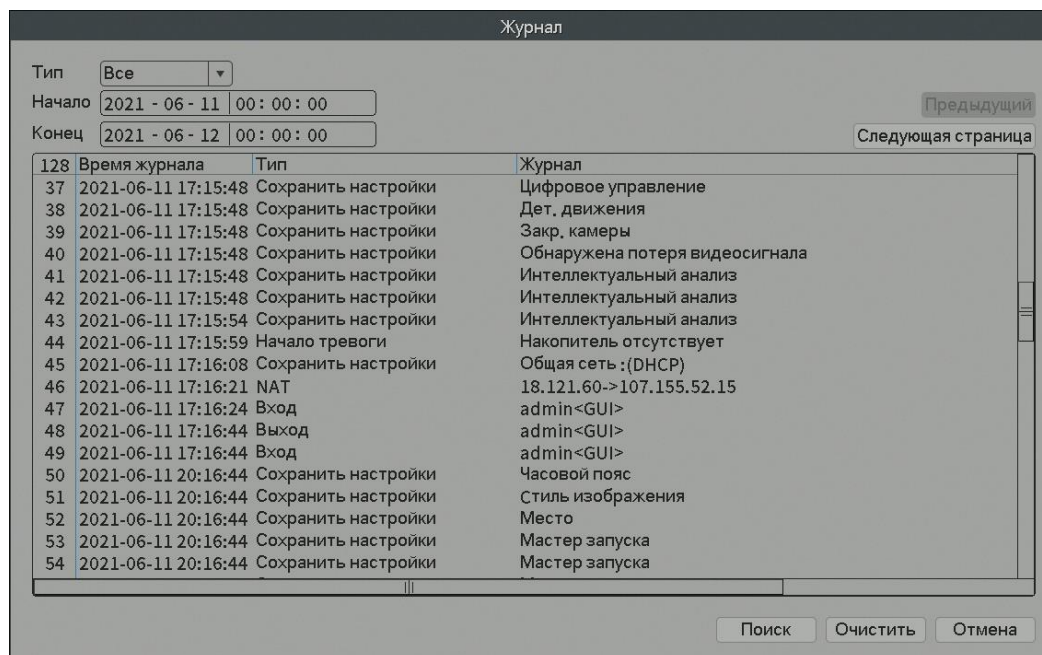 Журнал
Тип Все
Начало 2021 - 06 - 11 00 : 00 : 00
Предыдущий
Конец 2021 - 06 - 12 00 : 00 : 00
Следующая страница
128 Время журнала Тип Журнал
37 2021-06-11 17:15:48 Сохранить настройки Цифровое управление
38 2021-06-11 17:15:48 Сохранить настройки Дет. движения
39 2021-06-11 17:15:48 Сохранить настройки Закр. камеры
40 2021-06-11 17:15:48 Сохранить настройки Обнаружена потеря видеосигнала
41 2021-06-11 17:15:48 Сохранить настройки Интеллектуальный анализ
42 2021-06-11 17:15:48 Сохранить настройки Интеллектуальный анализ
43 2021-06-11 17:15:54 Сохранить настройки Интеллектуальный анализ
44 2021-06-11 17:15:59 Начало тревоги Накопитель отсутствует
45 2021-06-11 17:16:08 Сохранить настройки Общая сеть :(DHCP)
46 2021-06-11 17:16:21 NAT 18.121.60->107.155.52.15
47 2021-06-11 17:16:24 Вход admin<GUI>
48 2021-06-11 17:16:44 Выход admin<GUI>
49 2021-06-11 17:16:44 Вход admin<GUI>
50 2021-06-11 20:16:44 Сохранить настройки Часовой пояс
51 2021-06-11 20:16:44 Сохранить настройки Стиль изображения
52 2021-06-11 20:16:44 Сохранить настройки Место
53 2021-06-11 20:16:44 Сохранить настройки Мастер запуска
54 2021-06-11 20:16:44 Сохранить настройки Мастер запуска
Поиск Очистить Отмена